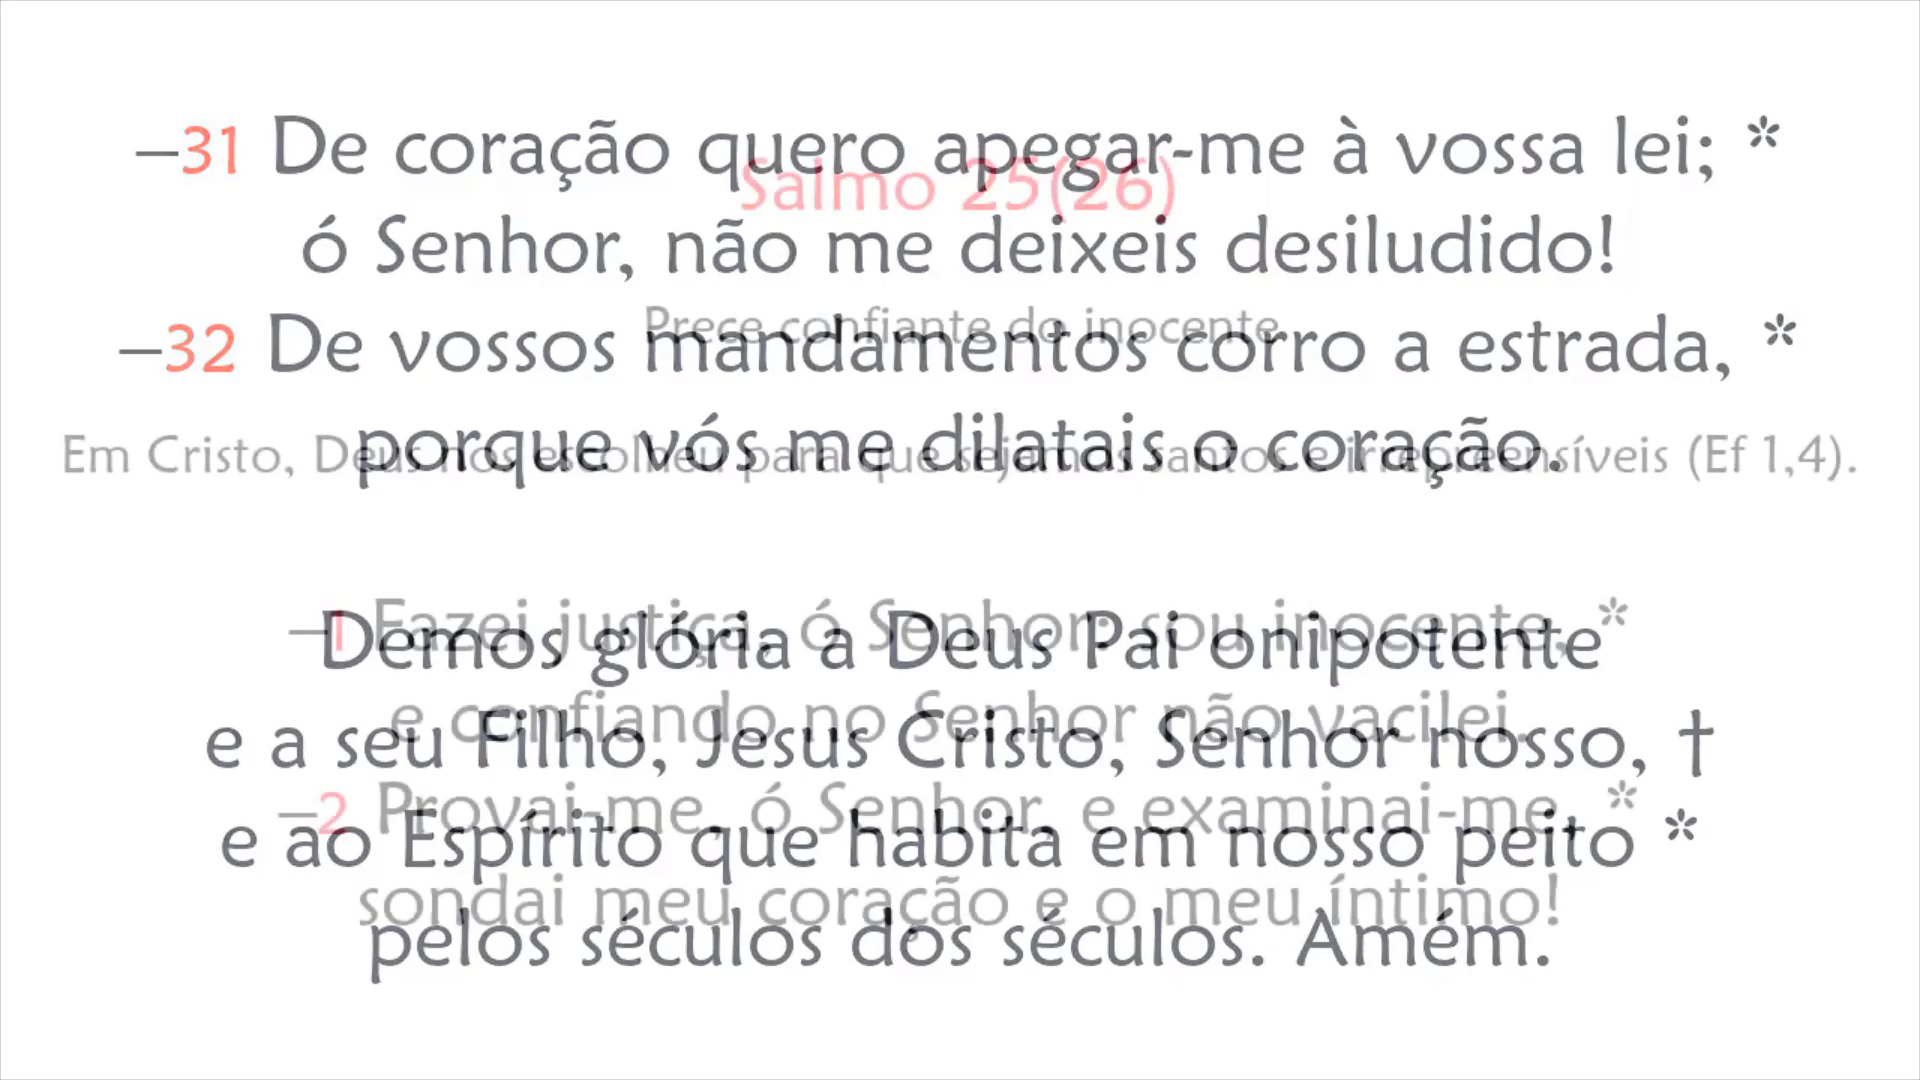 –31 De coração quero apegar-me à vossa lei; *
ó Senhor, não me deixeis desiludido!
–32 De vossos mandamentos corro a estrada, *
porque vós me dilatais o coração.
Demos glória a Deus Pai onipotente
e a seu Filho, Jesus Cristo, Senhor nosso, †
e ao Espírito que habita em nosso peito *
pelos séculos dos séculos. Amém.
Salmo 25(26)
Prece confiante do inocente
Em Cristo, Deus nos escolheu para que sejamos santos e irrepreensíveis (Ef 1,4).
–1 Fazei justiça, ó Senhor: sou inocente, *
e confiando no Senhor não vacilei.
–2 Provai-me, ó Senhor, e examinai-me, *
sondai meu coração e o meu íntimo!